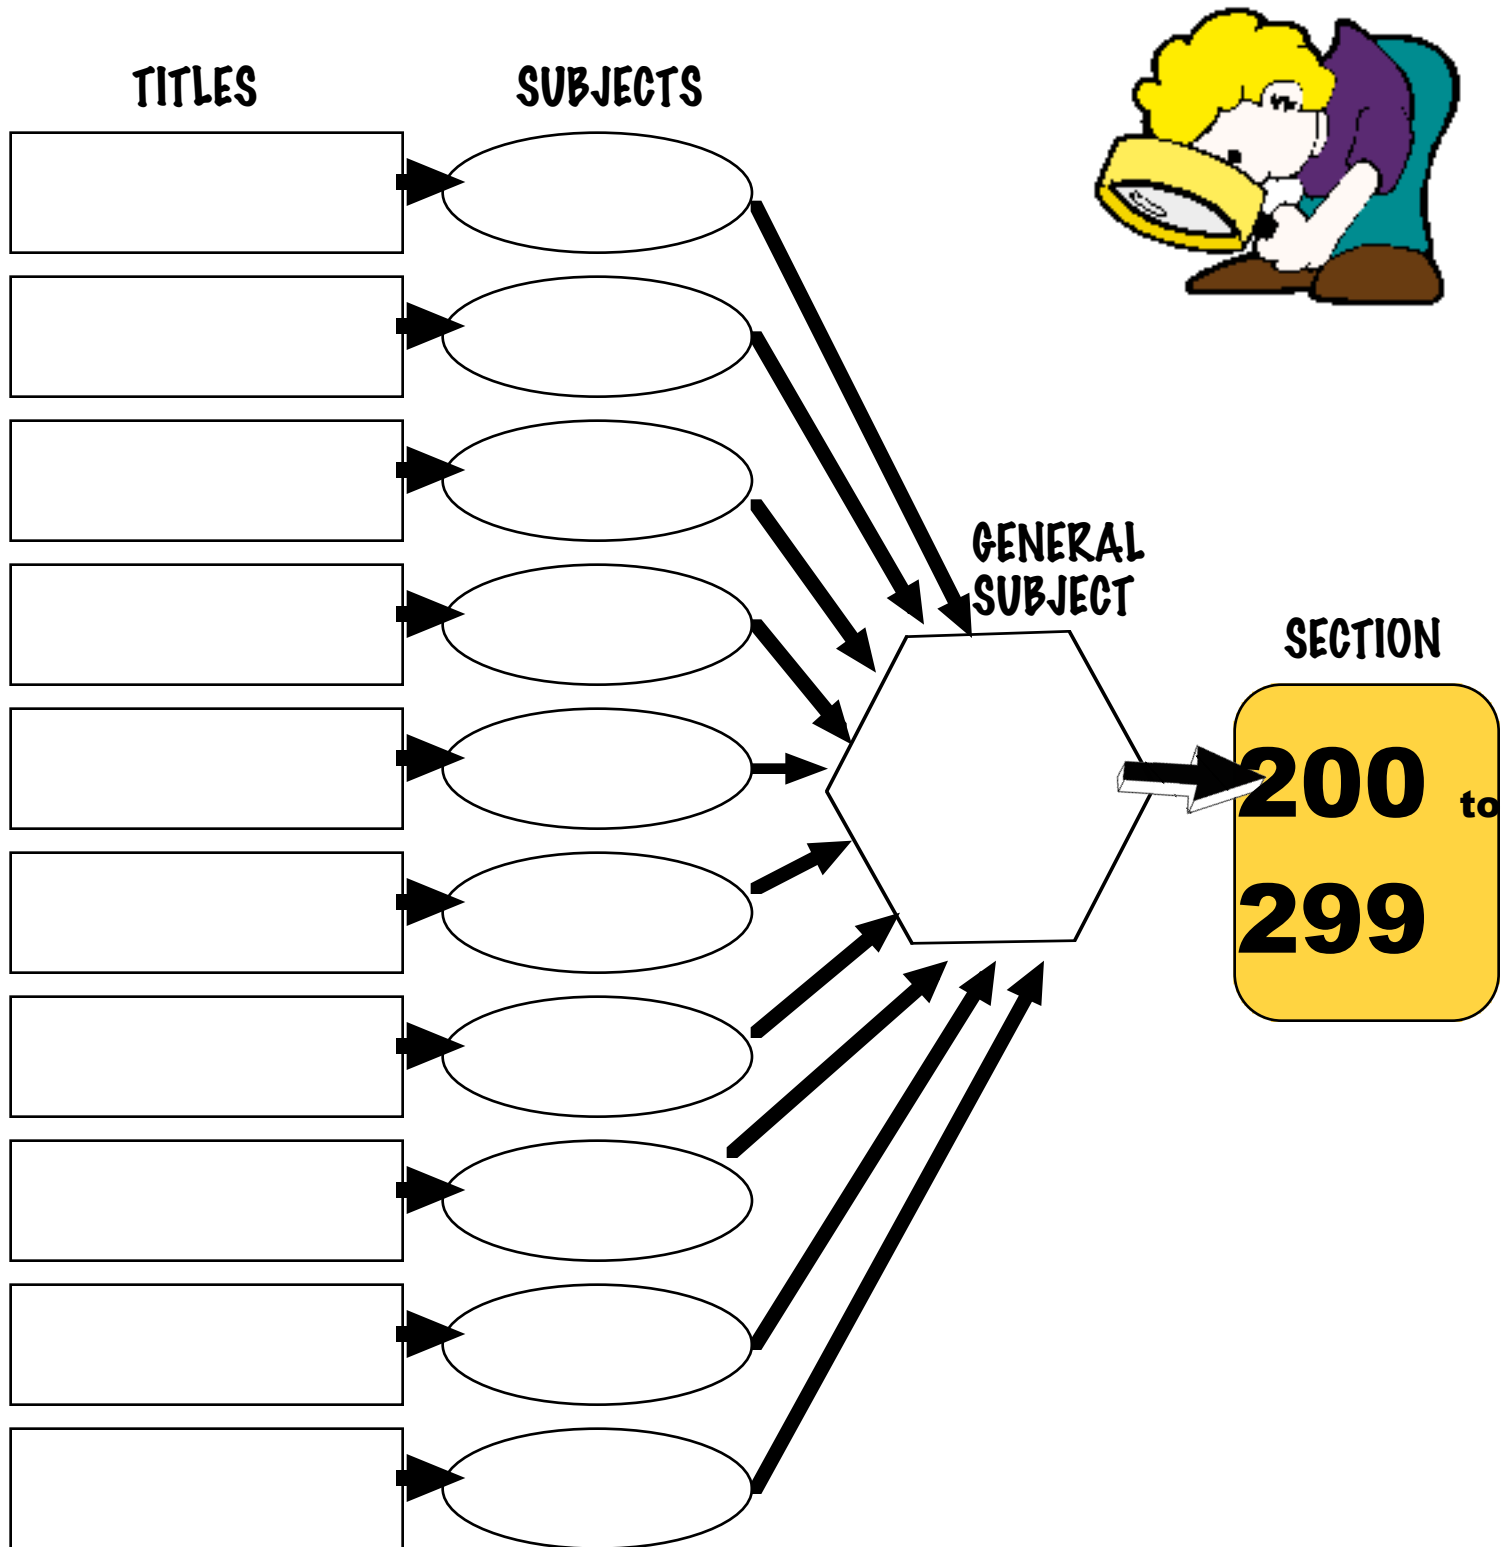 TITLES
SUBJECTS
GENERAL
SUBJECT
SECTION
200 to
299